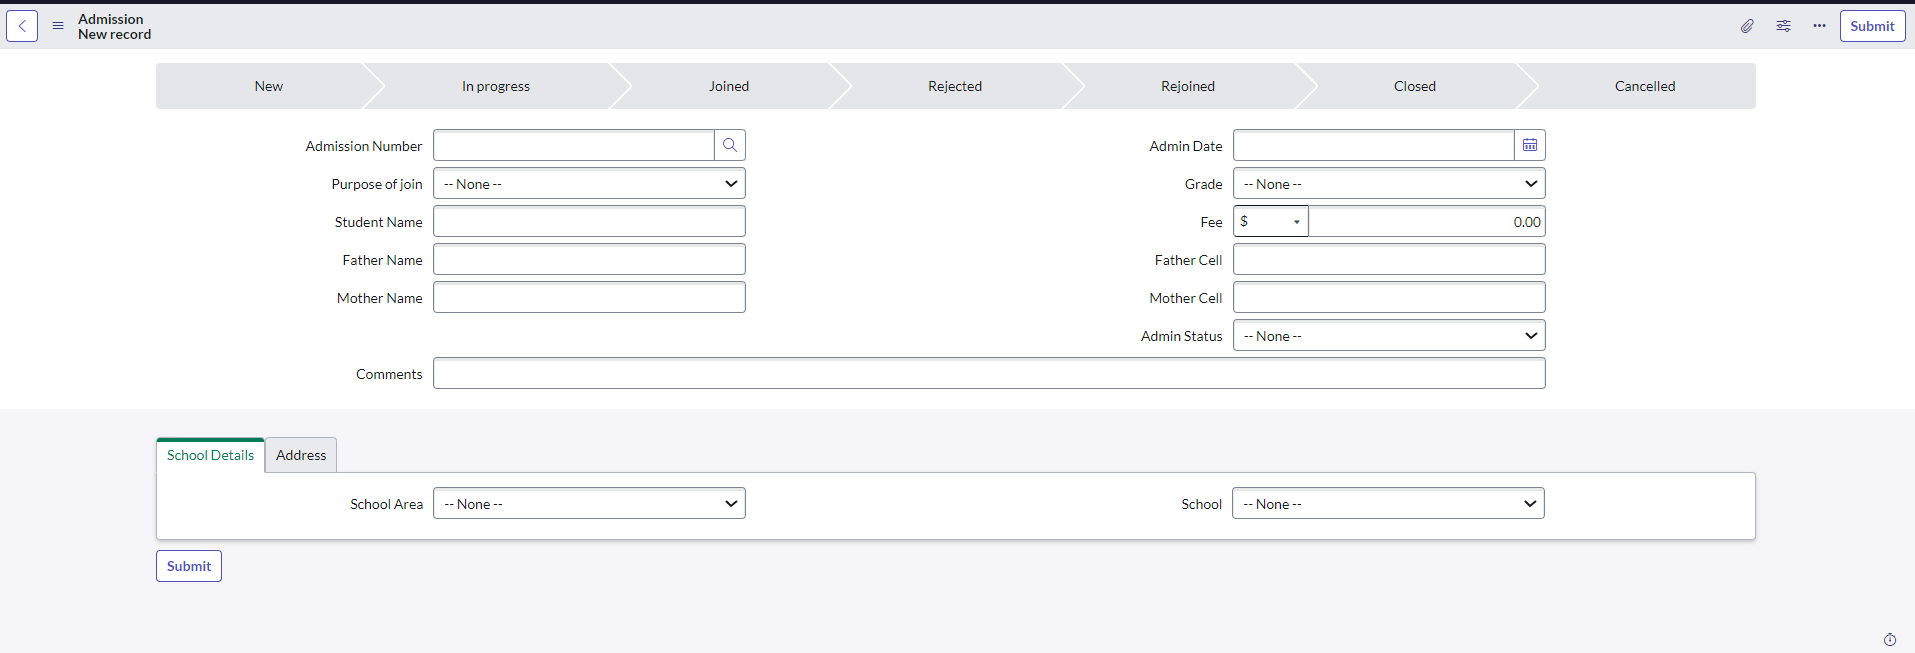 Admission
New record
Submit
New In progress Joined Rejected Rejoined Closed Cancelled
Admission Number
Admin Date
Purpose of join -- None --
Grade -- None --
Student Name
Fee $ 0.00
Father Name
Father Cell
Mother Name
Mother Cell
Admin Status -- None --
Comments
School Details Address
School Area -- None --
School -- None --
Submit